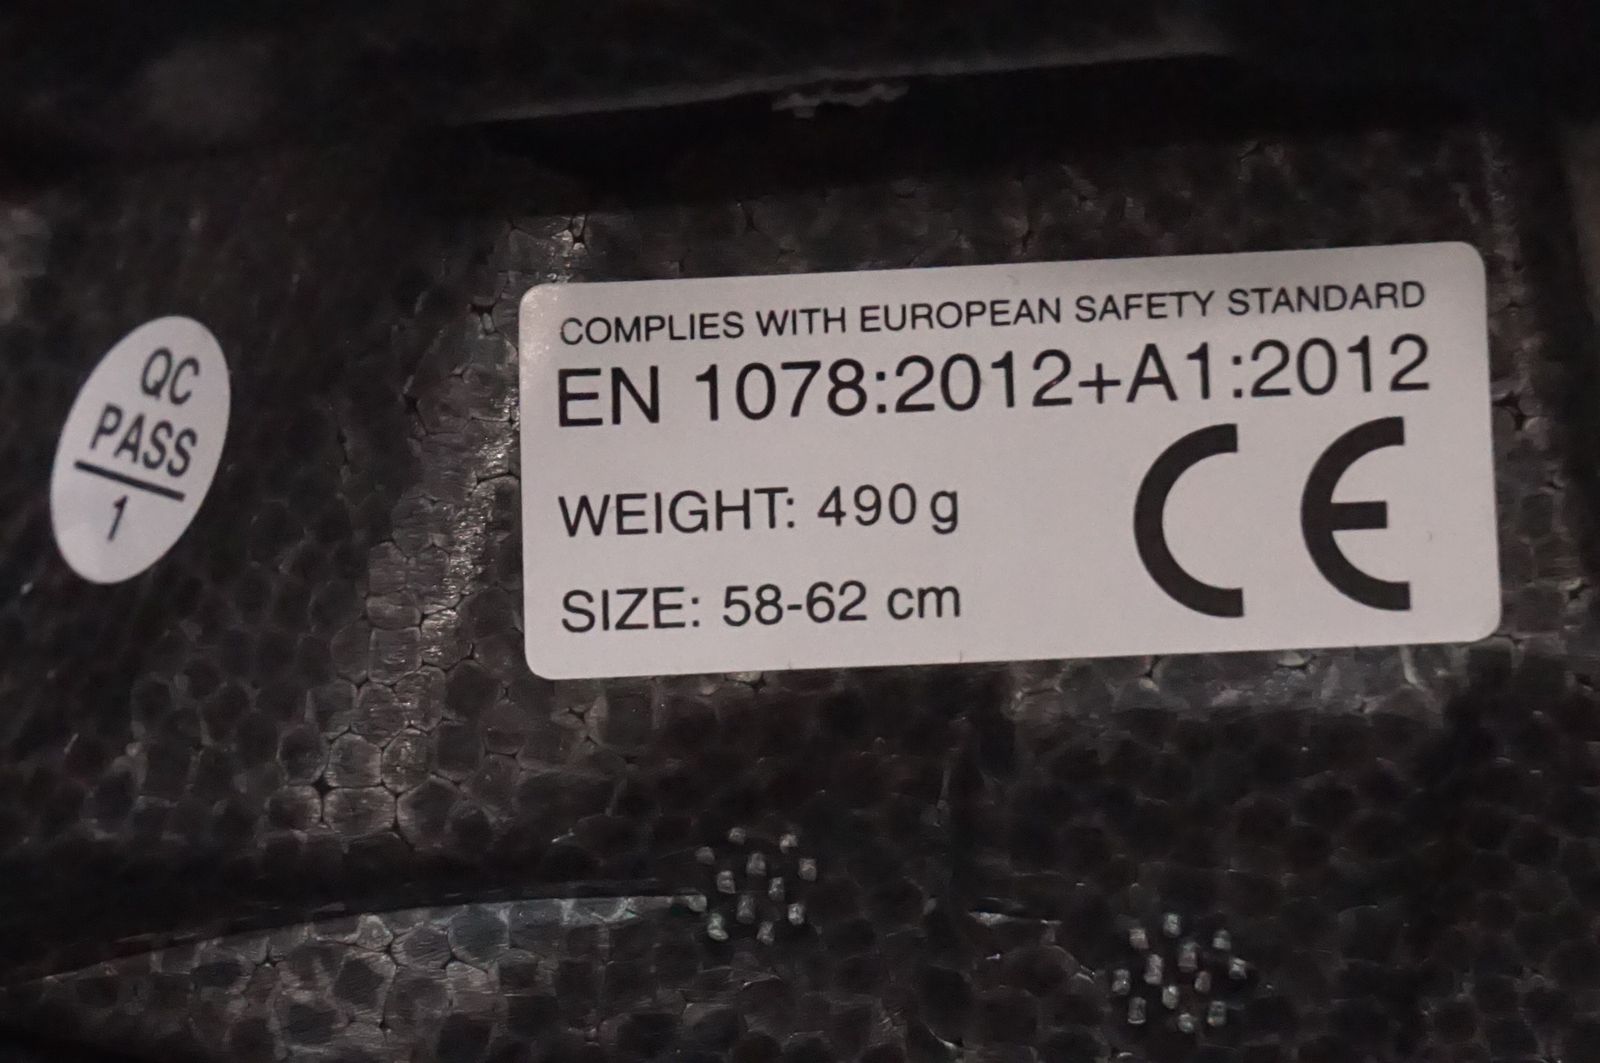 QC
PASS
1
COMPLIES WITH EUROPEAN SAFETY STANDARD
EN 1078:2012+A1:2012
WEIGHT: 490 g
SIZE: 58-62 cm
CE